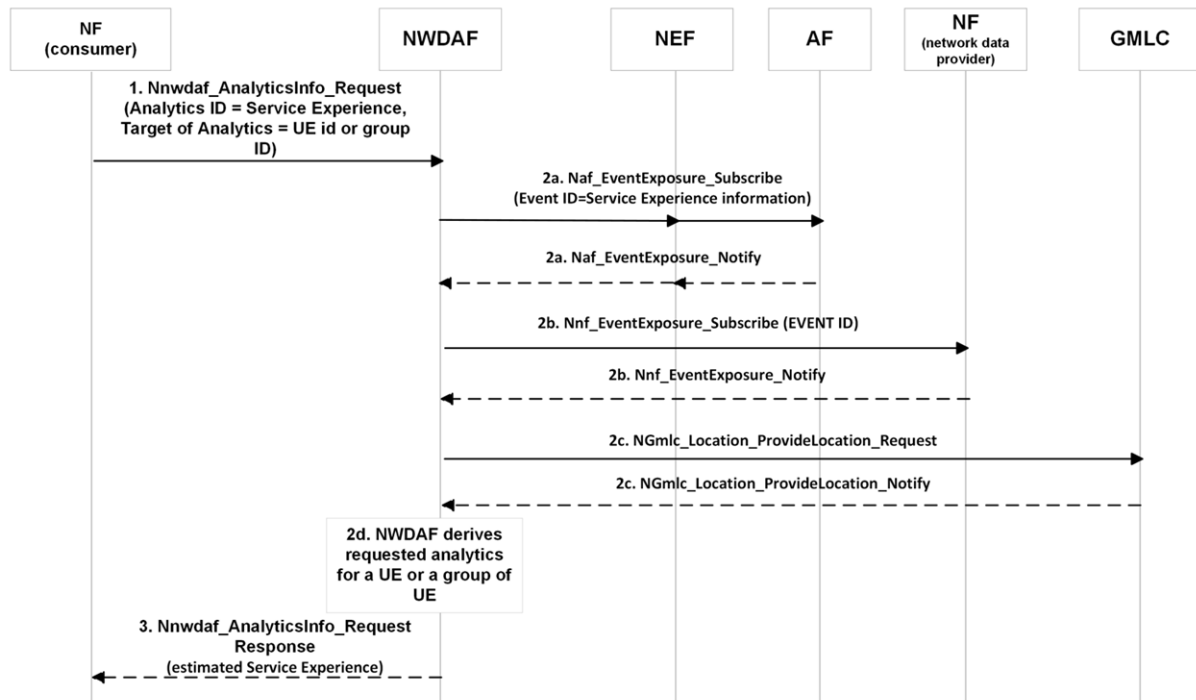 NF
(consumer)
NWDAF
NEF
AF
NF
(network data
provider)
GMLC
1. Nnwdaf_AnalyticsInfo_Request
(Analytics ID = Service Experience,
Target of Analytics = UE id or group
ID)
2a. Naf_EventExposure_Subscribe
(Event ID=Service Experience information)
2a. Naf_EventExposure_Notify
2b. Nnf_EventExposure_Subscribe (EVENT ID)
2b. Nnf_EventExposure_Notify
2c. NGmlc_Location_ProvideLocation_Request
2c. NGmlc_Location_ProvideLocation_Notify
2d. NWDAF derives
requested analytics
for a UE or a group of
UE
3. Nnwdaf_AnalyticsInfo_Request
Response
(estimated Service Experience)